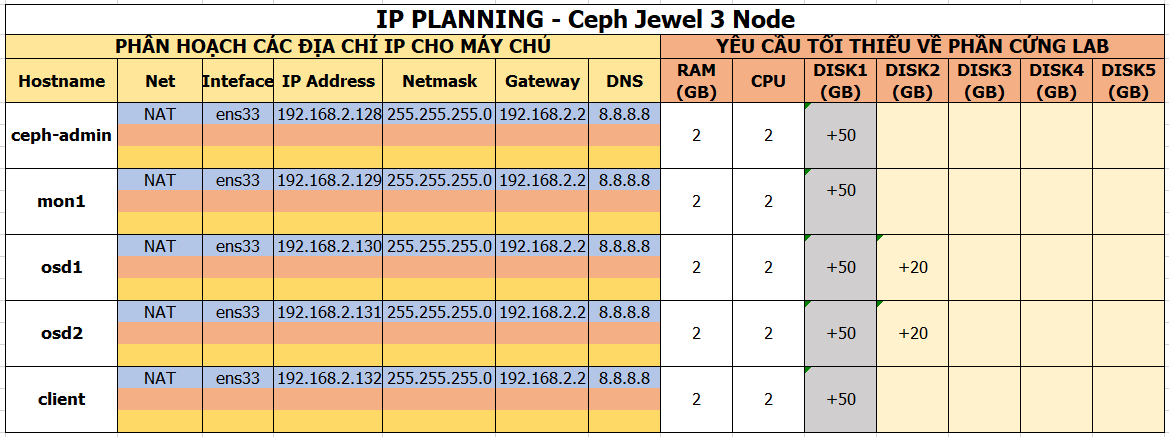 IP PLANNING - Ceph Jewel 3 Node
PHÂN HOẠCH CÁC ĐỊA CHỈ IP CHO MÁY CHỦ YÊU CẦU TỐI THIẾU VỀ PHẦN CỨNG LAB
Hostname Net Inteface IP Address Netmask Gateway DNS RAM (GB) CPU DISK1 (GB) DISK2 (GB) DISK3 (GB) DISK4 (GB) DISK5 (GB)
ceph-admin NAT ens33 192.168.2.128 255.255.255.0 192.168.2.2 8.8.8.8 2 2 +50
mon1 NAT ens33 192.168.2.129 255.255.255.0 192.168.2.2 8.8.8.8 2 2 +50
osd1 NAT ens33 192.168.2.130 255.255.255.0 192.168.2.2 8.8.8.8 2 2 +50 +20
osd2 NAT ens33 192.168.2.131 255.255.255.0 192.168.2.2 8.8.8.8 2 2 +50 +20
client NAT ens33 192.168.2.132 255.255.255.0 192.168.2.2 8.8.8.8 2 2 +50